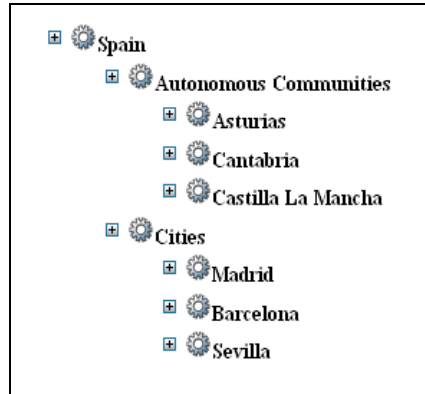 Spain
Autonomous Communities
Asturias
Cantabria
Castilla La Mancha
Cities
Madrid
Barcelona
Sevilla